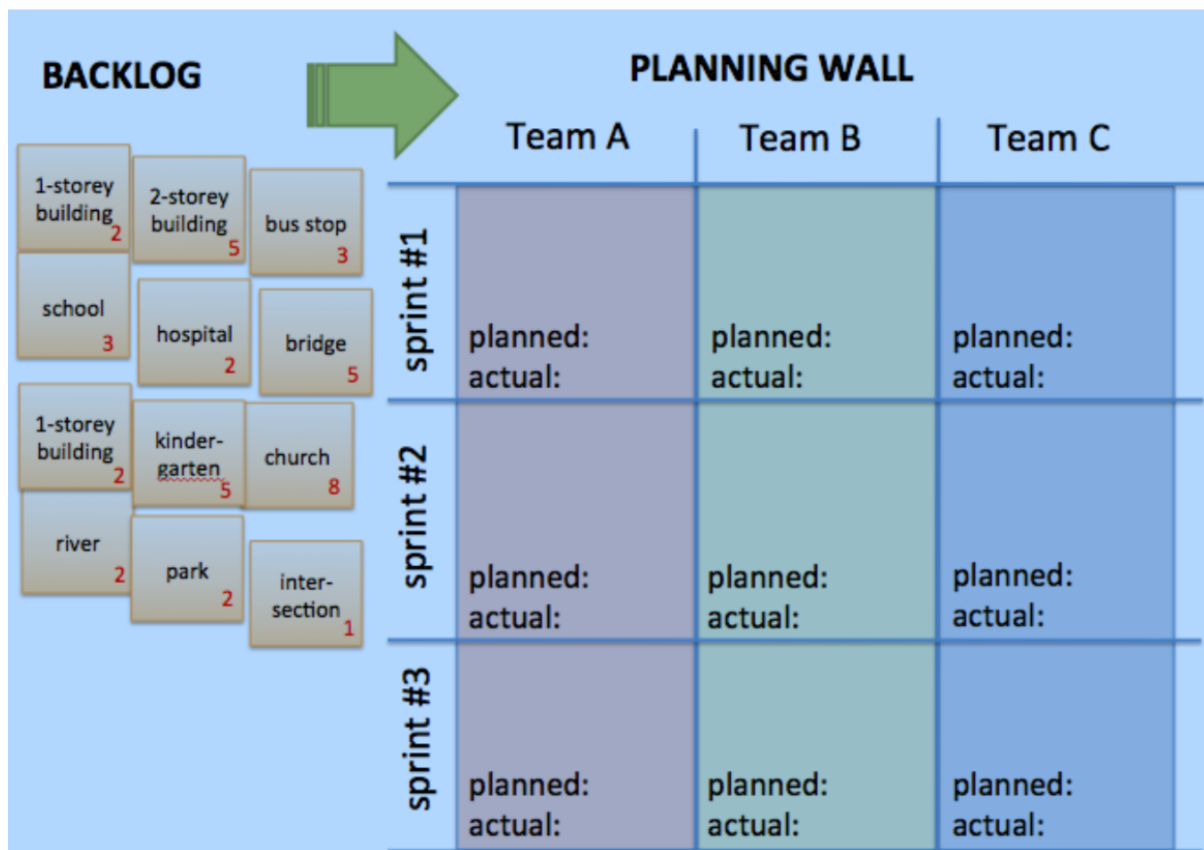 BACKLOG
PLANNING WALL
Team A
Team B
Team C
1-storey
building
2
2-storey
building
5
bus stop
3
school
3
hospital
2
bridge
5
1-storey
building
2
kinder-
garten
5
church
8
river
2
park
2
inter-
section
1
sprint #1
planned:
actual:
planned:
actual:
planned:
actual:
sprint #2
planned:
actual:
planned:
actual:
planned:
actual:
sprint #3
planned:
actual:
planned:
actual:
planned:
actual: